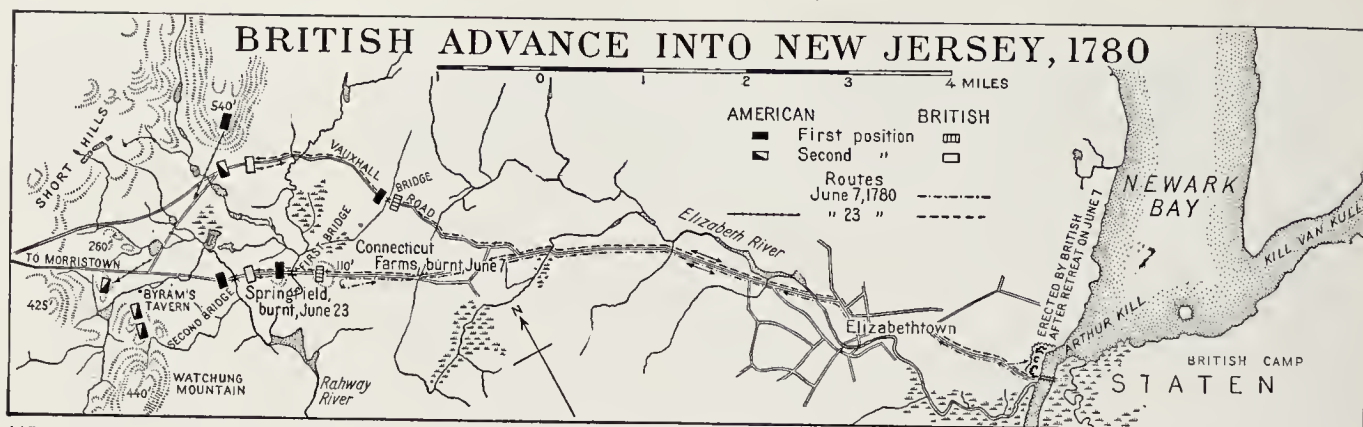 BRITISH ADVANCE INTO NEW JERSEY, 1780
1 0 1 2 3 4 MILES
AMERICAN BRITISH
First position
Second "
Routes
June 7, 1780
" 23 "
540'
SHORT HILLS
VAUXHALL
BRIDGE
ROAD
260'
TO MORRISTOWN
425'
BYRAM'S
TAVERN
SECOND BRIDGE
FIRST BRIDGE
110'
Springfield,
burnt, June 23
Connecticut
Farms, burnt, June 7
WATCHUNG
MOUNTAIN
440'
Rahway
River
N
Elizabeth River
Elizabethtown
ERECTED BY BRITISH
AFTER RETREAT ON JUNE 7
NEWARK
BAY
KILL VAN KULL
ARTHUR KILL
BRITISH CAMP
STATEN